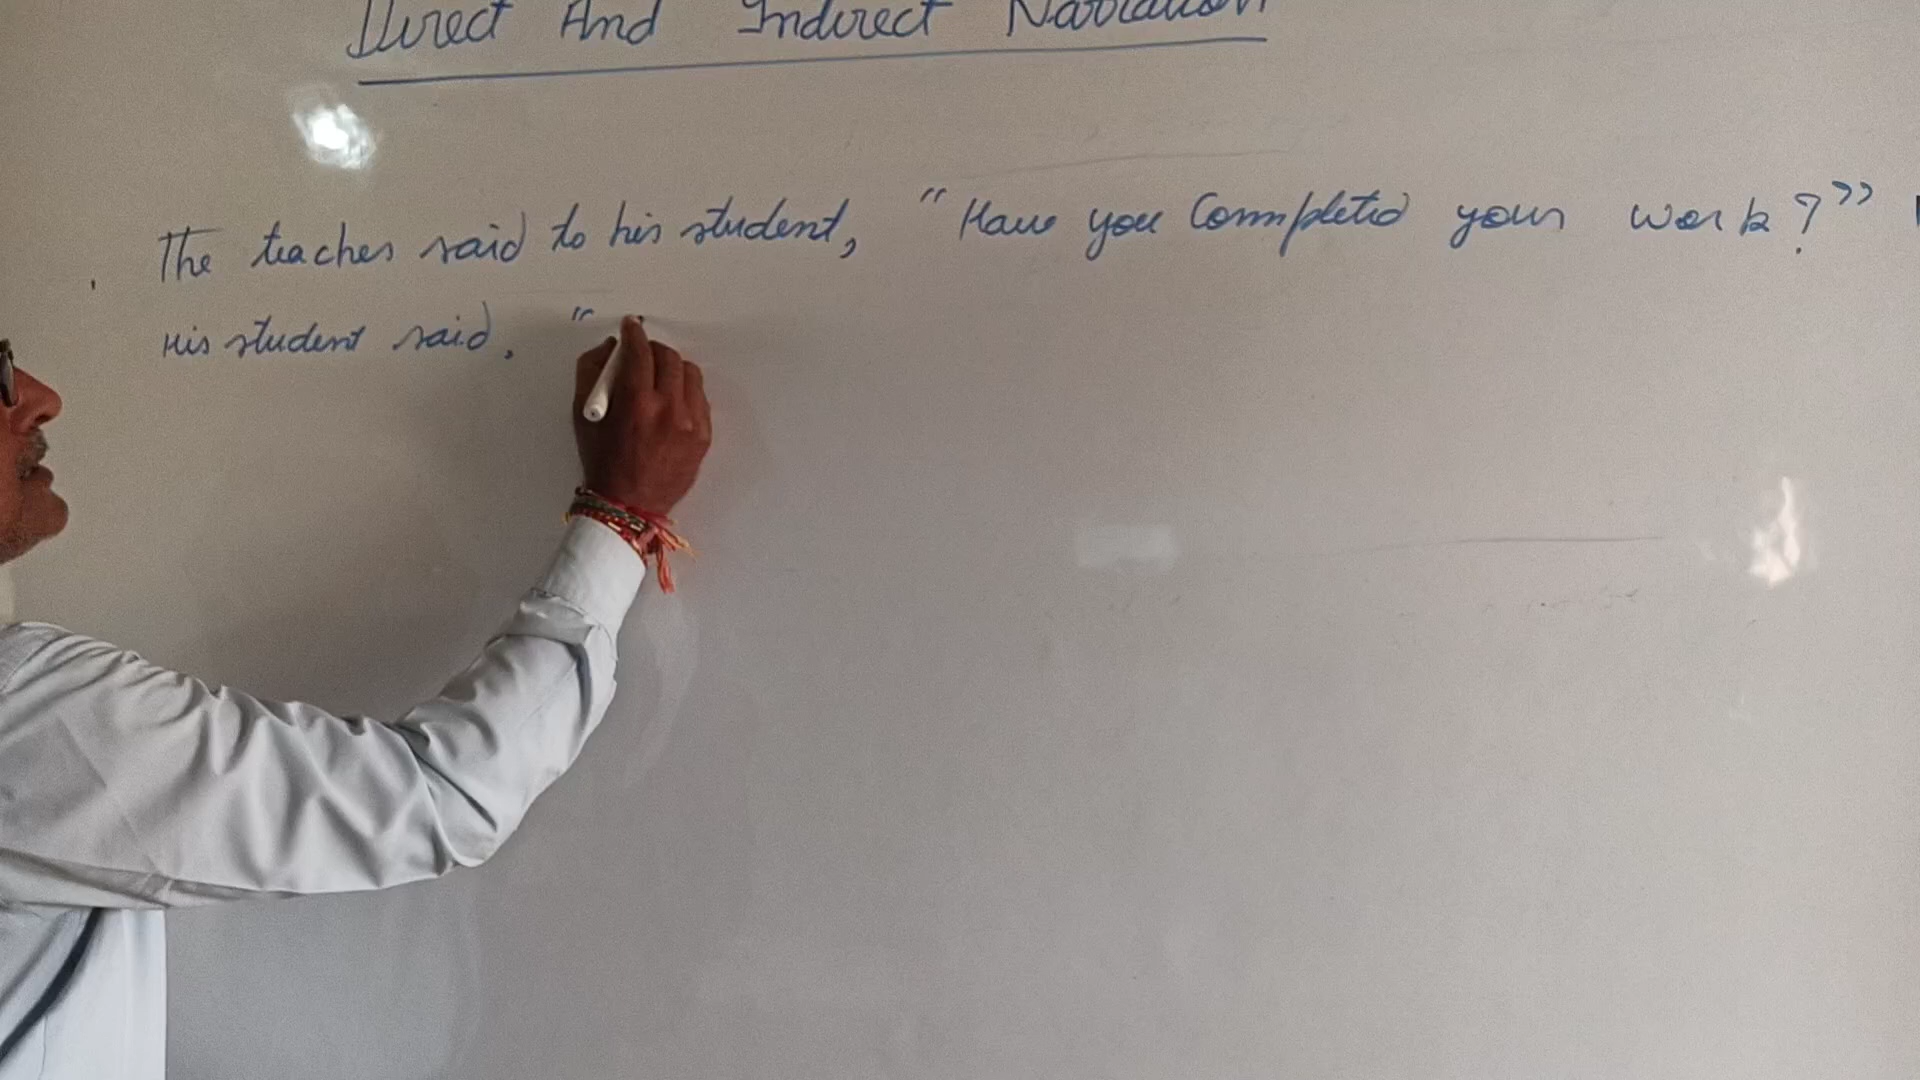 Direct And Indirect Narration
The teacher said to his student, "Have you Completed your work?"
His student said, "